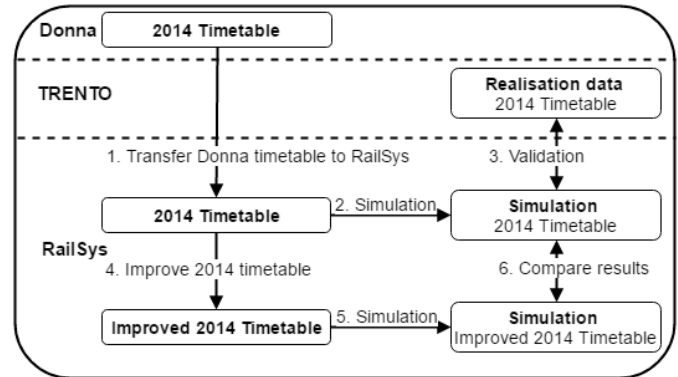 Donna
2014 Timetable
TRENTO
Realisation data
2014 Timetable
1. Transfer Donna timetable to RailSys
3. Validation
2014 Timetable
2. Simulation
Simulation
2014 Timetable
RailSys
4. Improve 2014 timetable
6. Compare results
Improved 2014 Timetable
5. Simulation
Simulation
Improved 2014 Timetable